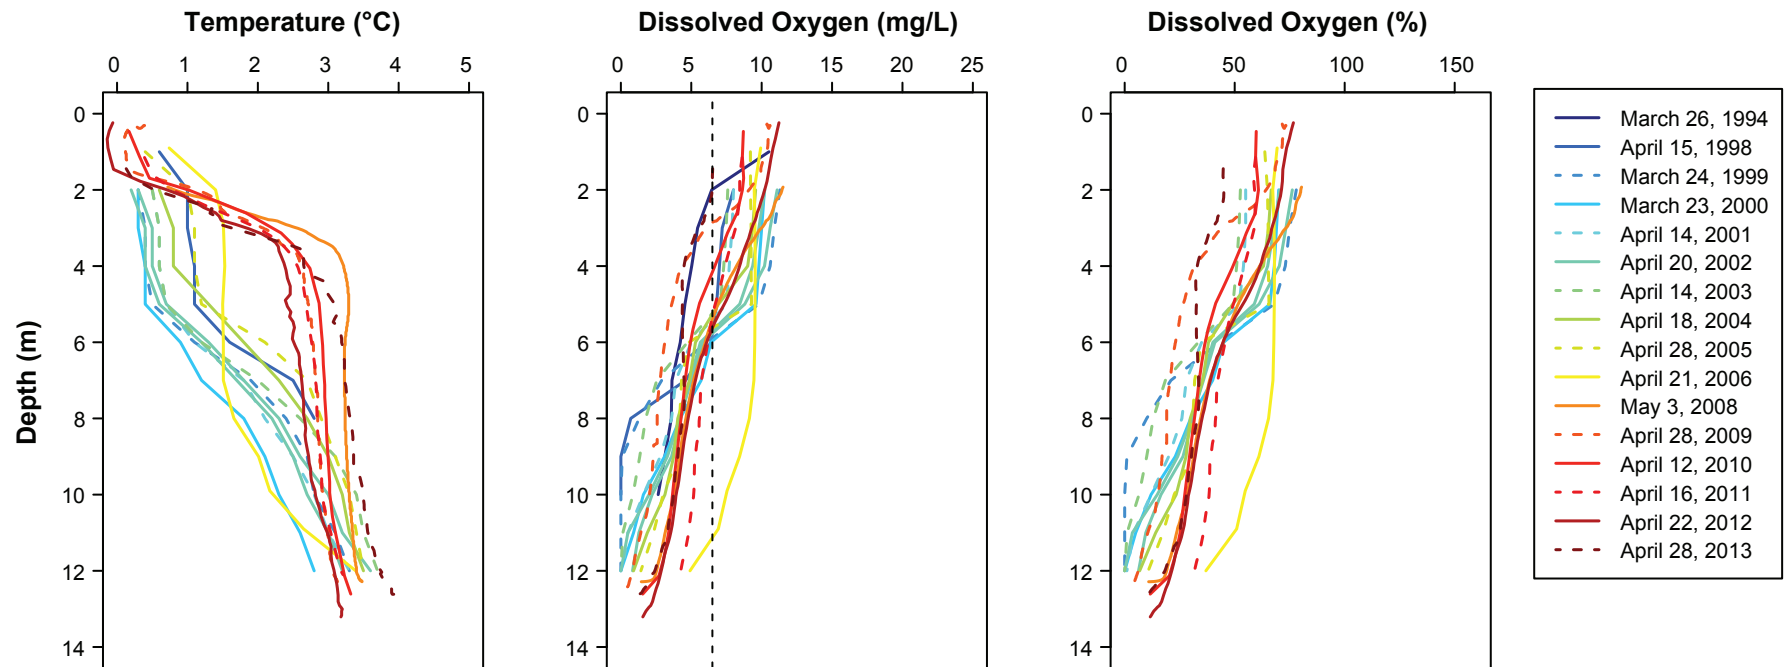 Temperature (°C)
Dissolved Oxygen (mg/L)
Dissolved Oxygen (%)
0 1 2 3 4 5
0 5 10 15 20 25
0 50 100 150
Depth (m)
0
2
4
6
8
10
12
14
0
2
4
6
8
10
12
14
0
2
4
6
8
10
12
14
March 26, 1994
April 15, 1998
March 24, 1999
March 23, 2000
April 14, 2001
April 20, 2002
April 14, 2003
April 18, 2004
April 28, 2005
April 21, 2006
May 3, 2008
April 28, 2009
April 12, 2010
April 16, 2011
April 22, 2012
April 28, 2013